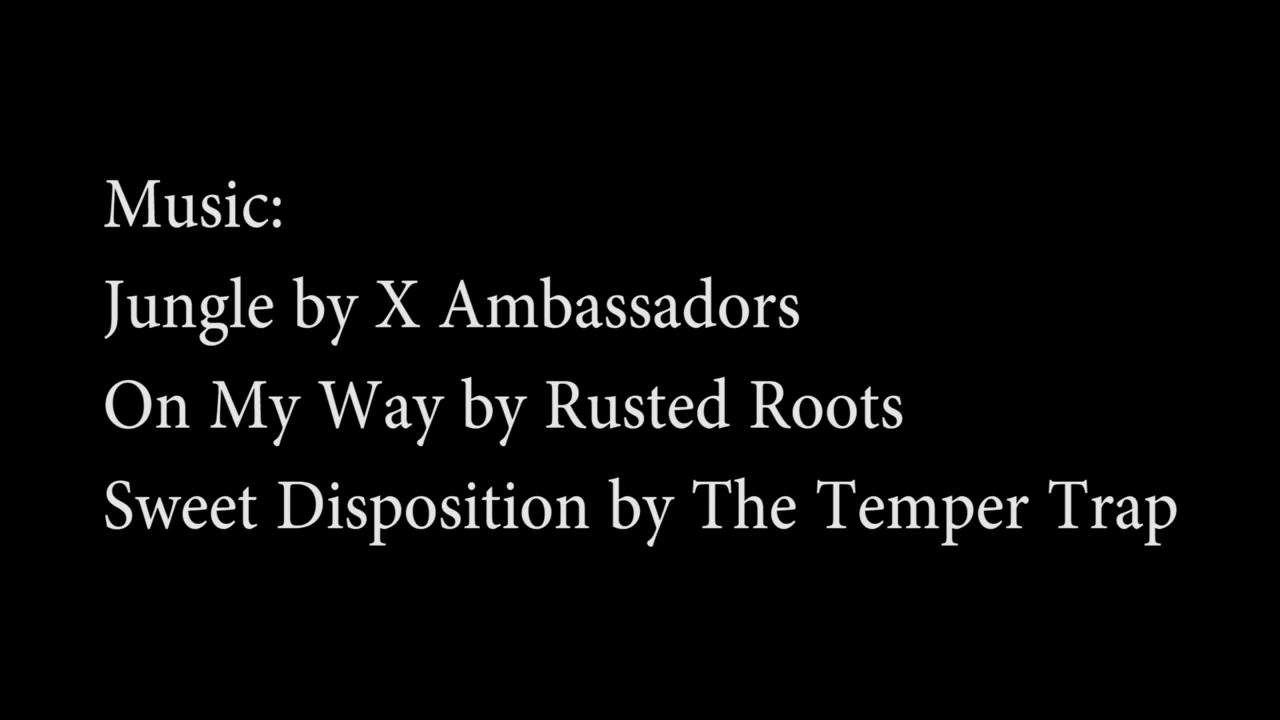 Music:
Jungle by X Ambassadors
On My Way by Rusted Roots
Sweet Disposition by The Temper Trap